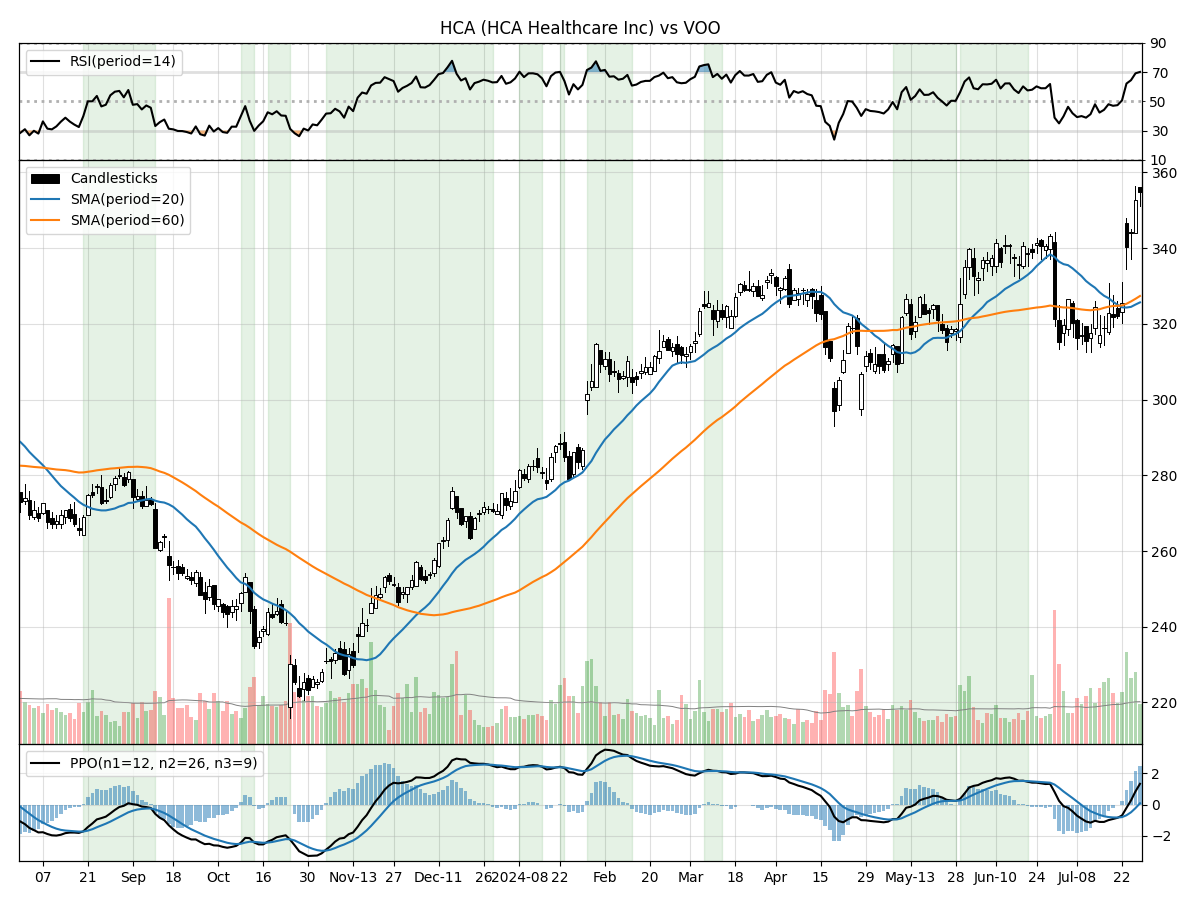 HCA (HCA Healthcare Inc) vs VOO
RSI(period=14)
90
70
50
30
10
Candlesticks
SMA(period=20)
SMA(period=60)
360
340
320
300
280
260
240
220
PPO(n1=12, n2=26, n3=9)
2
0
−2
07 21 Sep 18 Oct 16 30 Nov-13 27 Dec-11 26 2024-08 22 Feb 20 Mar 18 Apr 15 29 May-13 28 Jun-10 24 Jul-08 22